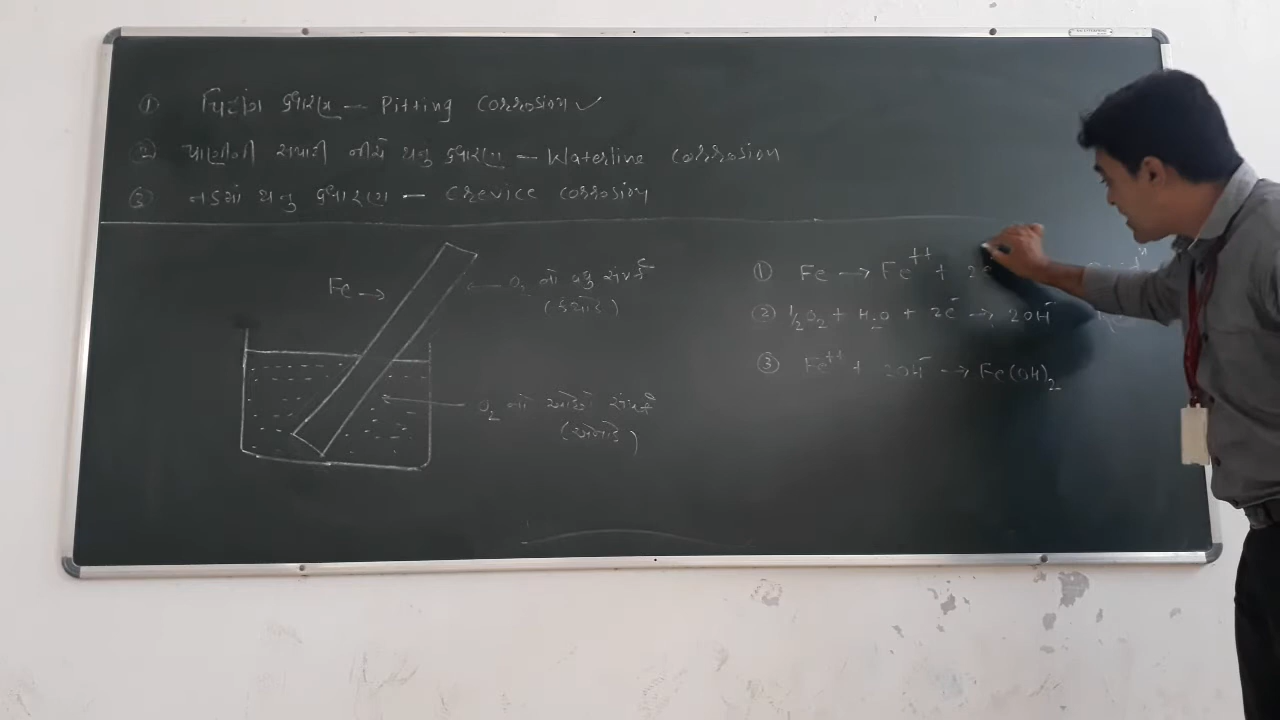 ① પિટીંગ ક્ષારણ — Pitting corrosion ✓
② પાણીની સપાટી નીચે થતુ ક્ષારણ — Waterline corrosion
③ થતુ ક્ષારણ — Crevice corrosion
Fe →
← O₂ નો વધુ સંપર્ક
(કેથોડ)
← O₂ નો ઓછો સંપર્ક
(એનોડ)
① Fe → Fe⁺⁺ + 2e
② ½O₂ + H₂O + 2e⁻ → 2OH⁻
③ Fe⁺⁺ + 2OH⁻ → Fe(OH)₂